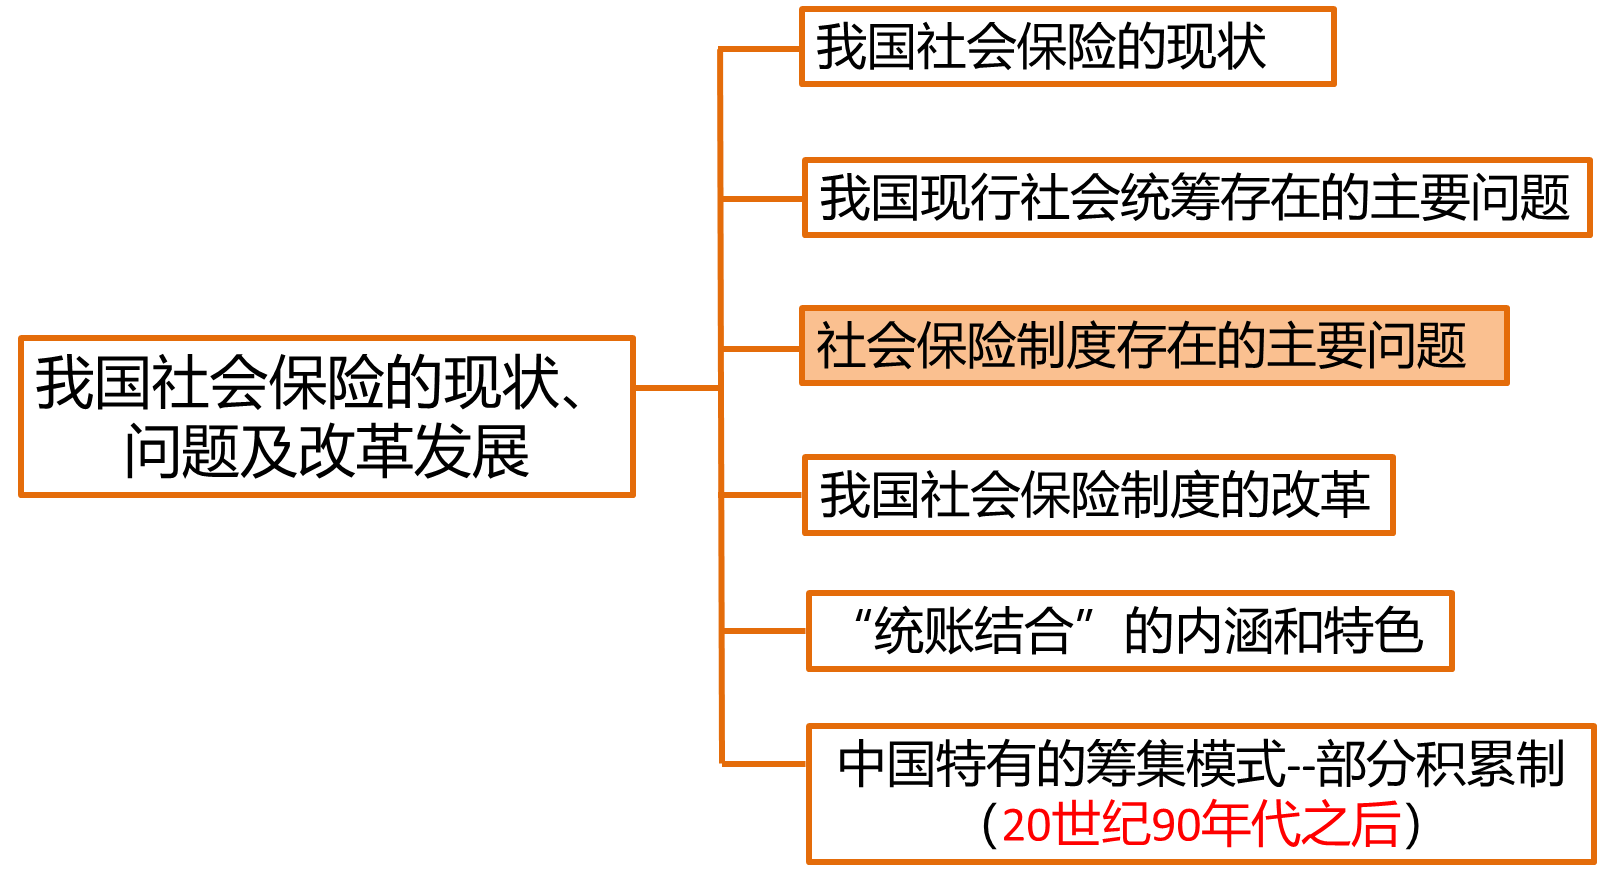 我国社会保险的现状
我国现行社会统筹存在的主要问题
社会保险制度存在的主要问题
我国社会保险的现状、
问题及改革发展
我国社会保险制度的改革
“统账结合”的内涵和特色
中国特有的筹集模式--部分积累制
（20世纪90年代之后）